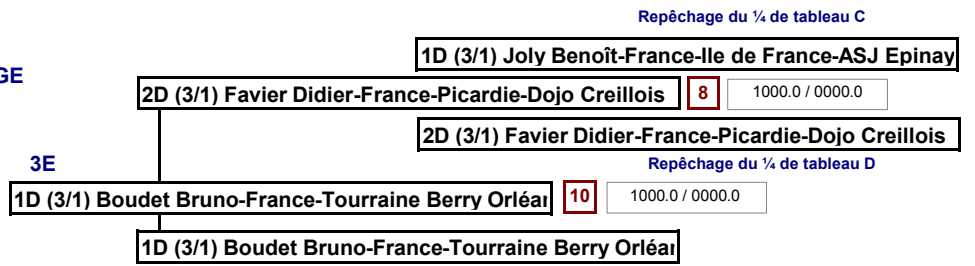 Repêchage du ¼ de tableau C
1D (3/1) Joly Benoît-France-Ile de France-ASJ Epinay
GE
2D (3/1) Favier Didier-France-Picardie-Dojo Creillois 8 1000.0 / 0000.0
2D (3/1) Favier Didier-France-Picardie-Dojo Creillois
3E
Repêchage du ¼ de tableau D
1D (3/1) Boudet Bruno-France-Tourraine Berry Orléan 10 1000.0 / 0000.0
1D (3/1) Boudet Bruno-France-Tourraine Berry Orléan